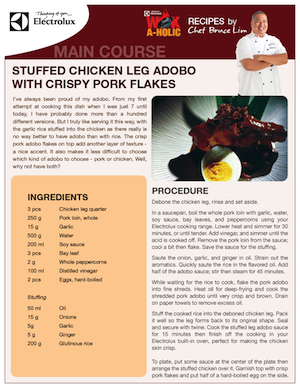 Thinking of you
Electrolux
Electrolux
WOK
A-HOLIC
RECIPES by
Chef Bruce Lim
MAIN COURSE
STUFFED CHICKEN LEG ADOBO
WITH CRISPY PORK FLAKES
I've always been proud of my adobo. From my first
attempt at cooking this dish when I was just 7 until
today, I have probably done more than a hundred
different versions. But I truly like serving it this way, with
the garlic rice stuffed into the chicken as there really is
no way better to have adobo than with rice. The crisp
pork adobo flakes on top add another layer of texture -
a nice accent. It also makes it less difficult to choose
which kind of adobo to choose - pork or chicken. Well,
why not have both?
INGREDIENTS
3 pcs Chicken leg quarter
250 g Pork loin, whole
15 g Garlic
500 g Water
200 ml Soy sauce
3 pcs Bay leaf
2 g Whole peppercorns
100 ml Distilled vinegar
2 pcs Eggs, hard-boiled
Stuffing
50 ml Oil
15 g Onions
5g Garlic
5 g Ginger
200 g Glutinous rice
PROCEDURE
Debone the chicken leg, rinse and set aside.
In a saucepan, boil the whole pork loin with garlic, water,
soy sauce, bay leaves, and peppercorns using your
Electrolux cooking range. Lower heat and simmer for 30
minutes, or until tender. Add vinegar, and simmer until the
acid is cooked off. Remove the pork loin from the sauce;
cool a bit then flake. Save the sauce for the stuffing.
Saute the onion, garlic, and ginger in oil. Strain out the
aromatics. Quickly saute the rice in the flavored oil. Add
half of the adobo sauce; stir then steam for 45 minutes.
While waiting for the rice to cook, flake the pork adobo
into fine shreds. Heat oil for deep-frying and cook the
shredded pork adobo until very crisp and brown. Drain
on paper towels to remove excess oil.
Stuff the cooked rice into the deboned chicken leg. Pack
it well so the leg forms back to its original shape. Seal
and secure with twine. Cook the stuffed leg adobo sauce
for 15 minutes then finish off the cooking in your
Electrolux built-in oven, perfect for making the chicken
skin crisp.
To plate, put some sauce at the center of the plate then
arrange the stuffed chicken over it. Garnish top with crisp
pork flakes and put half of a hard-boiled egg on the side.